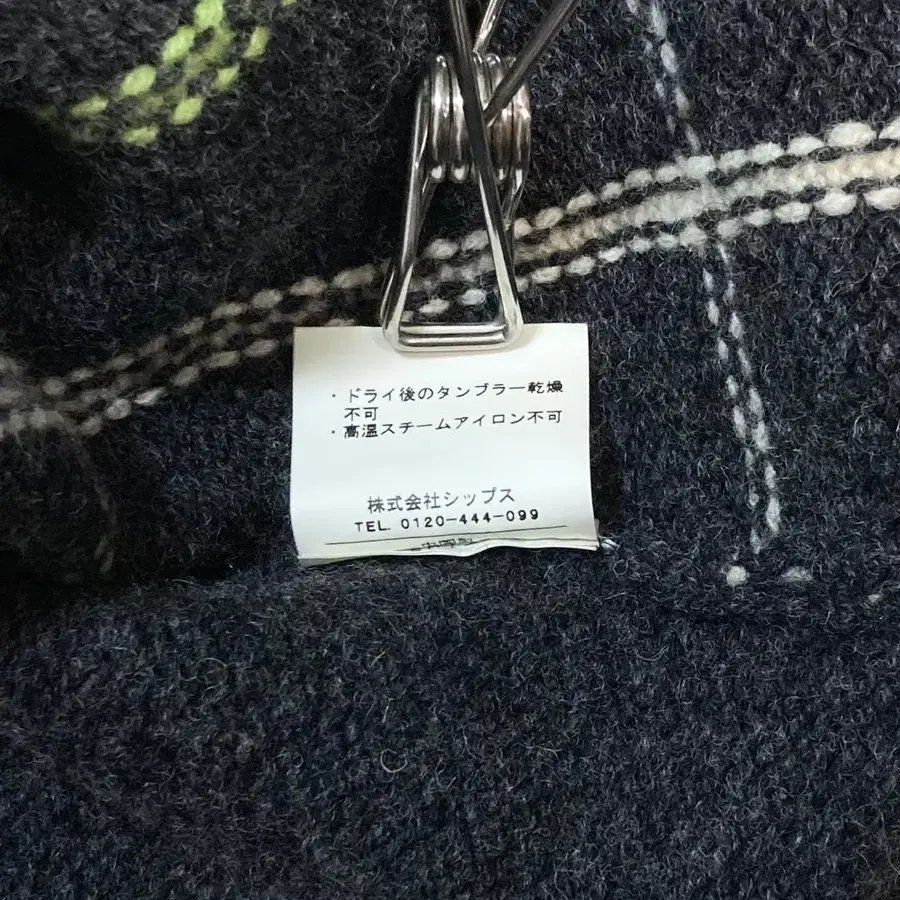 ・ドライ後のタンブラー乾燥
不可
・高温スチームアイロン不可
株式会社シップス
TEL. 0120-444-099